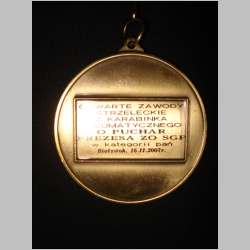 OTWARTE ZAWODY
STRZELECKIE
Z KARABINKA
PNEUMATYCZNEGO
O PUCHAR
PREZESA ZO SGP
w kategorii pań
Białystok, 16.11.2007r.